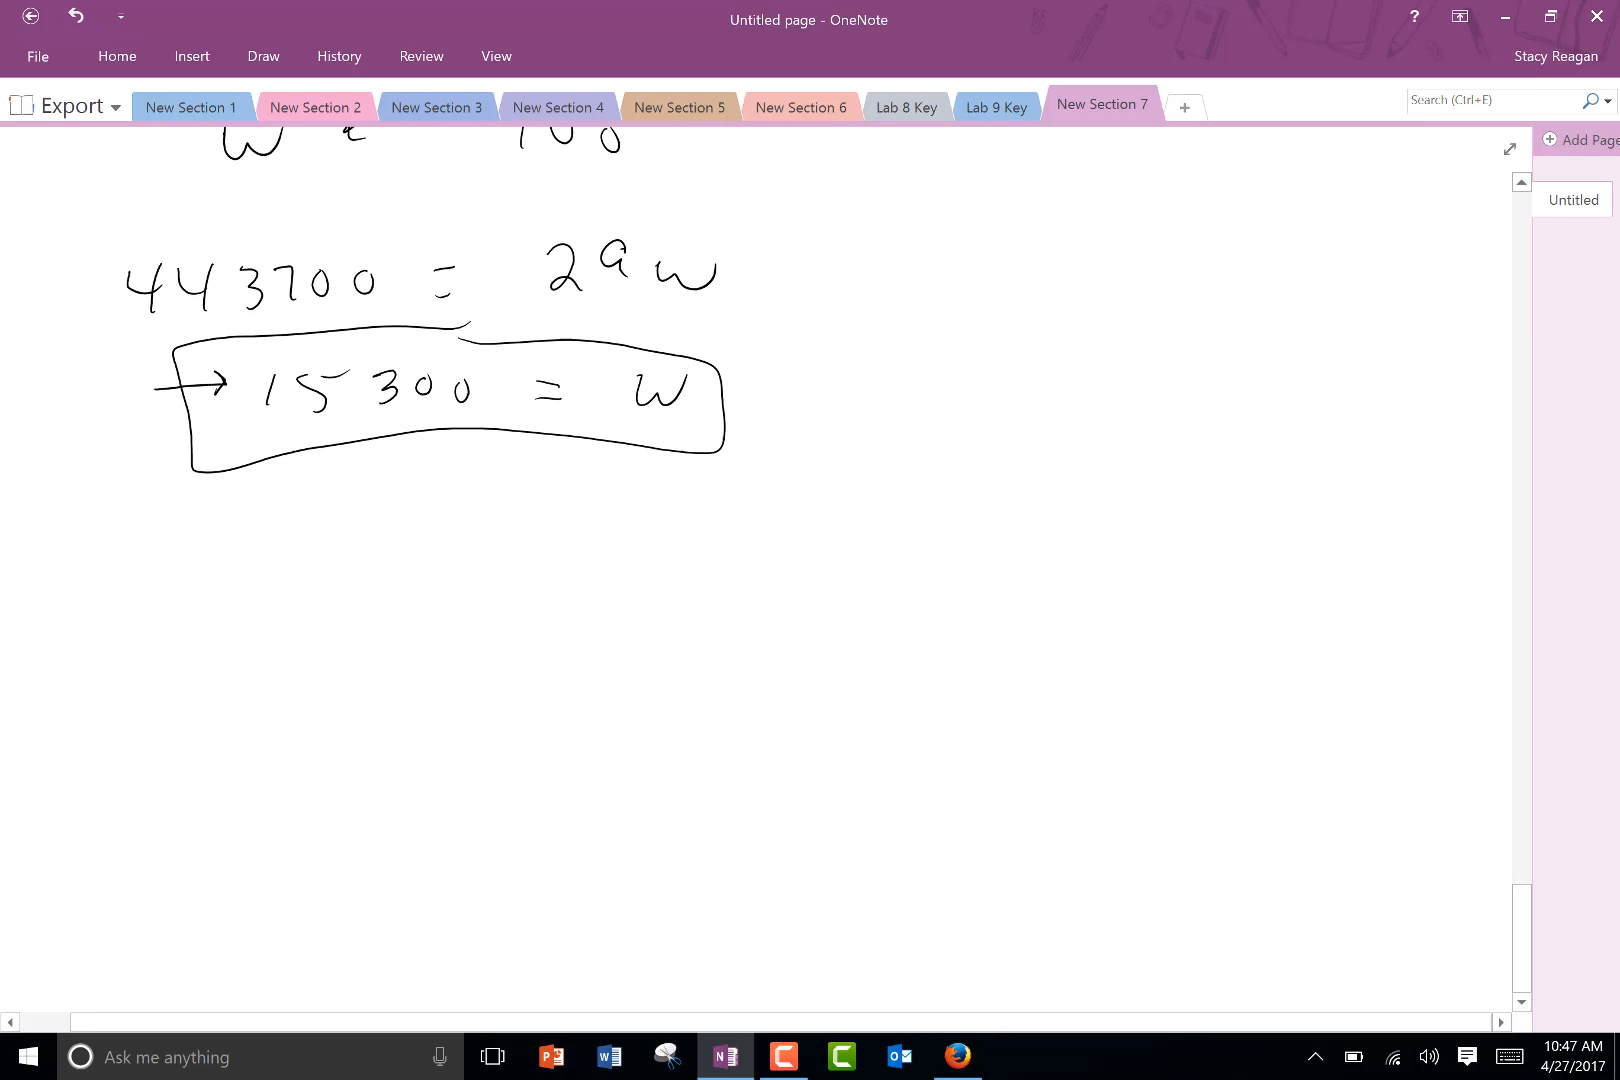 Untitled page - OneNote
?
File Home Insert Draw History Review View
Stacy Reagan
Export New Section 1 New Section 2 New Section 3 New Section 4 New Section 5 New Section 6 Lab 8 Key Lab 9 Key New Section 7 +
Search (Ctrl+E)
Add Page
Untitled
W 100
443700 = 29 w
→ 15300 = w
Ask me anything
10:47 AM
4/27/2017